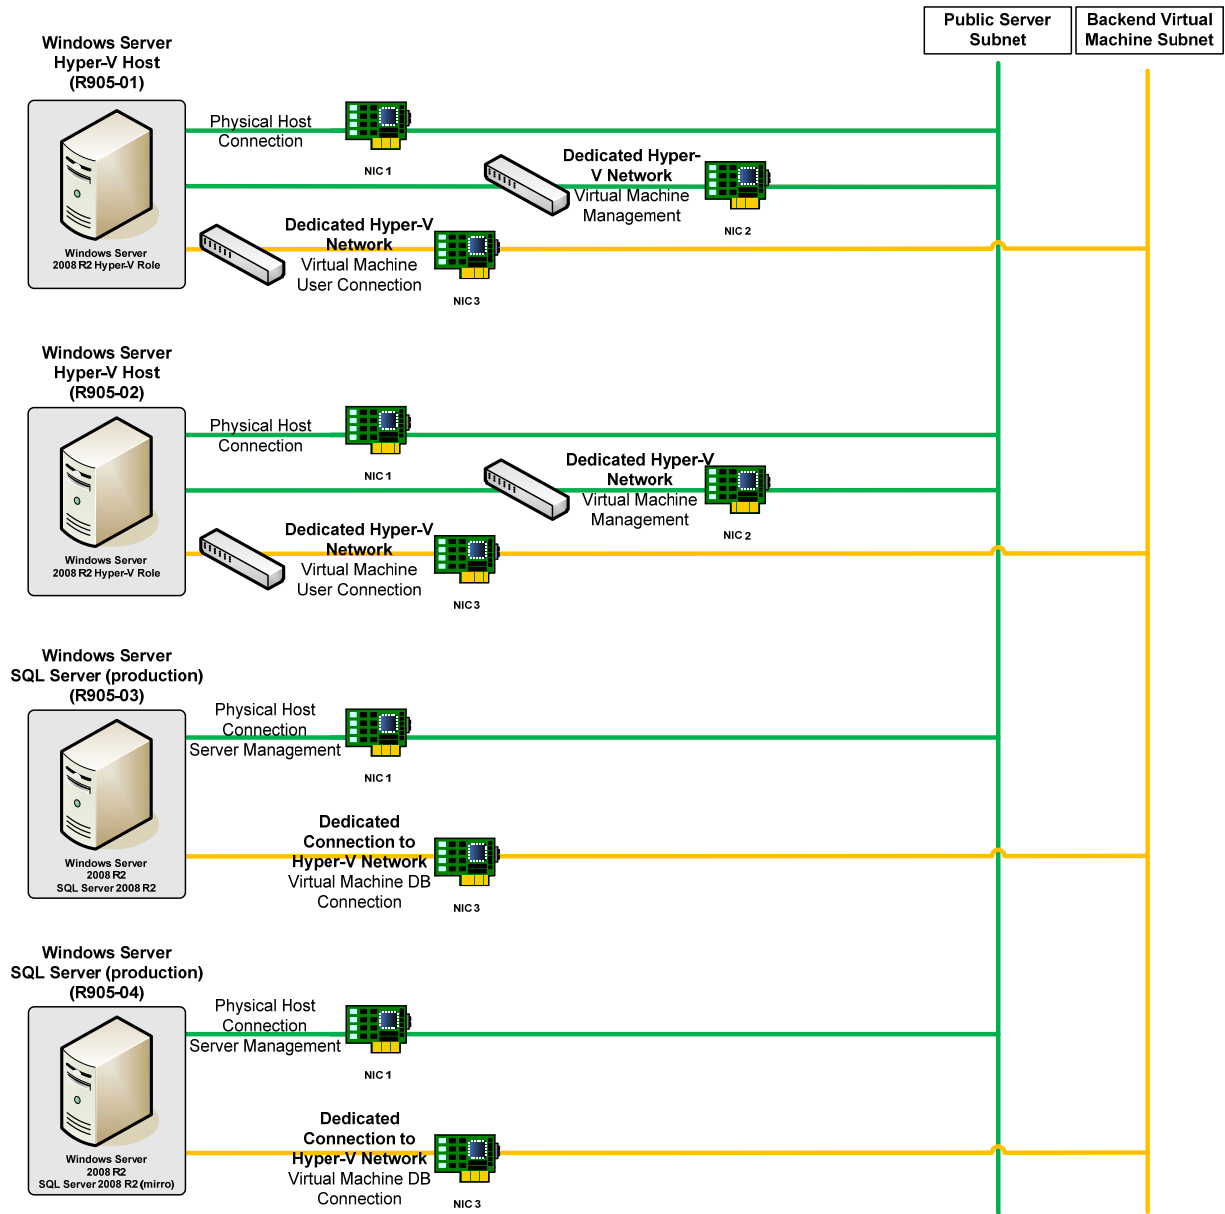 Public Server
Subnet
Backend Virtual
Machine Subnet
Windows Server
Hyper-V Host
(R905-01)
Physical Host
Connection
NIC 1
Dedicated Hyper-
V Network
Virtual Machine
Management
NIC 2
Dedicated Hyper-V
Network
Virtual Machine
User Connection
NIC 3
Windows Server
2008 R2 Hyper-V Role
Windows Server
Hyper-V Host
(R905-02)
Physical Host
Connection
NIC 1
Dedicated Hyper-V
Network
Virtual Machine
Management
NIC 2
Dedicated Hyper-V
Network
Virtual Machine
User Connection
NIC 3
Windows Server
2008 R2 Hyper-V Role
Windows Server
SQL Server (production)
(R905-03)
Physical Host
Connection
Server Management
NIC 1
Dedicated
Connection to
Hyper-V Network
Virtual Machine DB
Connection
NIC 3
Windows Server
2008 R2
SQL Server 2008 R2
Windows Server
SQL Server (production)
(R905-04)
Physical Host
Connection
Server Management
NIC 1
Dedicated
Connection to
Hyper-V Network
Virtual Machine DB
Connection
NIC 3
Windows Server
2008 R2
SQL Server 2008 R2 (mirro)